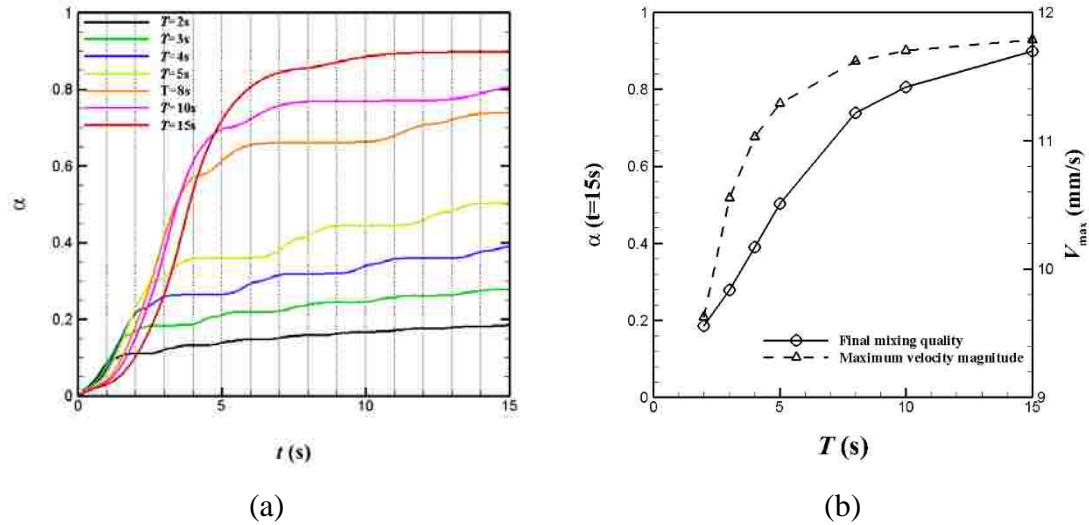 1
0.8
0.6
0.4
0.2
0
α
T=2s
T=3s
T=4s
T=5s
T=8s
T=10s
T=15s
0 5 10 15
t (s)
(a)
1
0.8
0.6
0.4
0.2
0
α (t=15s)
Final mixing quality
Maximum velocity magnitude
12
11
10
9
Vmax (mm/s)
0 5 10 15
T (s)
(b)